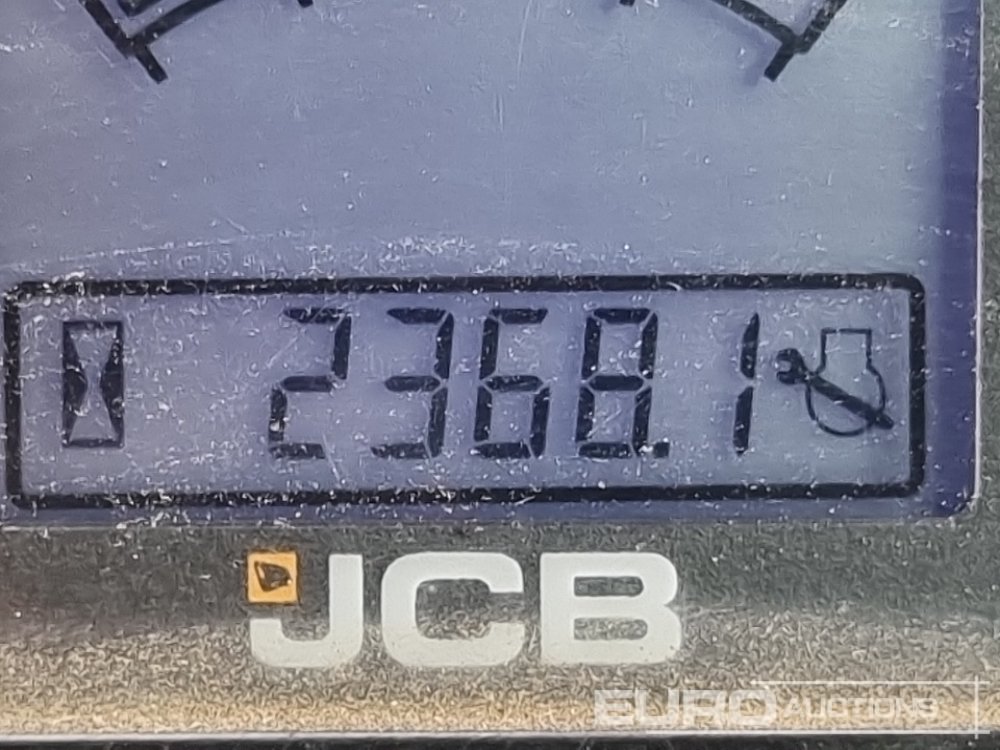 2368.1
JCB
EURO AUCTIONS